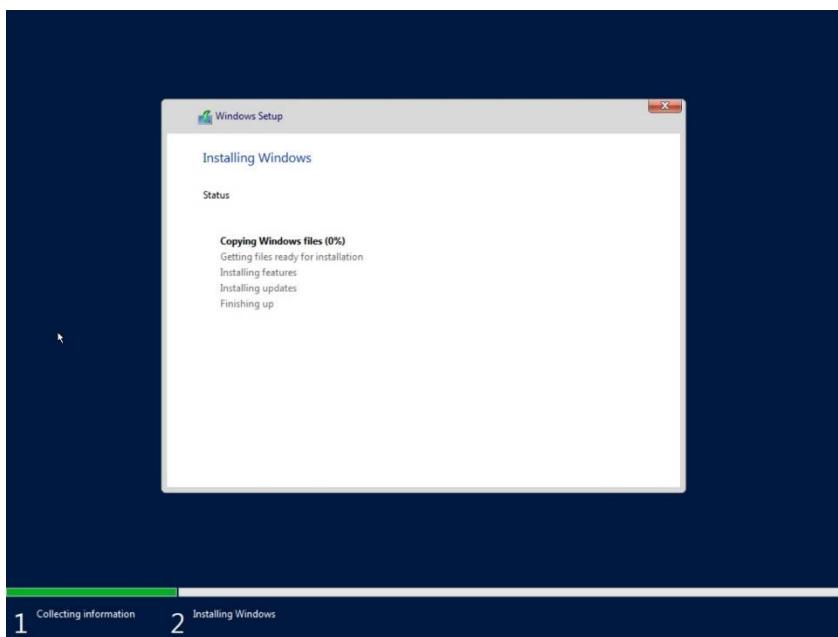 Windows Setup
Installing Windows
Status
Copying Windows files (0%)
Getting files ready for installation
Installing features
Installing updates
Finishing up
1 Collecting information
2 Installing Windows